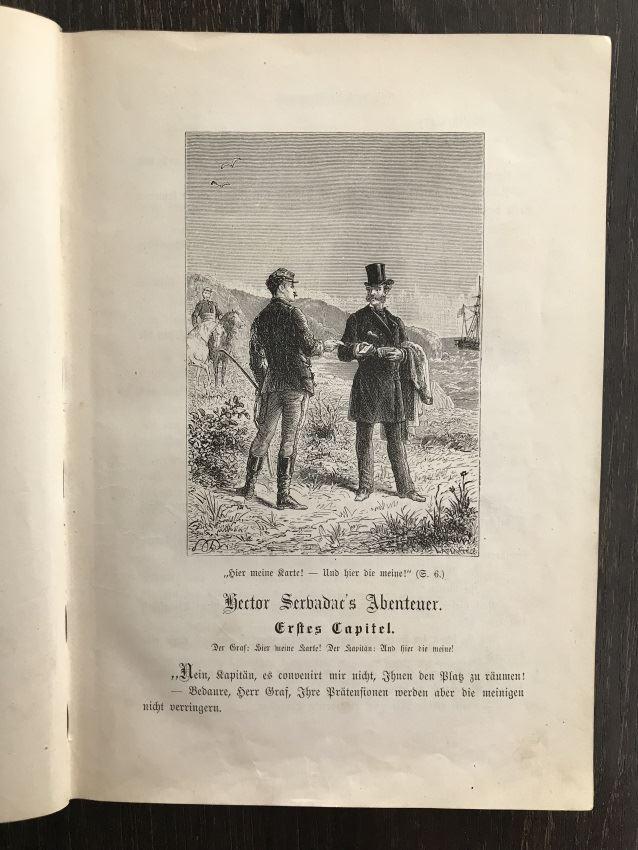 „Hier meine Karte! — Und hier die meine!“ (S. 6.)
Hector Servadac's Abenteuer.
Erstes Capitel.
Der Graf: Hier meine Karte! Der Kapitän: Und hier die meine!
„Nein, Kapitän, es convenirt mir nicht, Ihnen den Platz zu räumen!
— Bedaure, Herr Graf, Ihre Prätensionen werden aber die meinigen
nicht verringern.